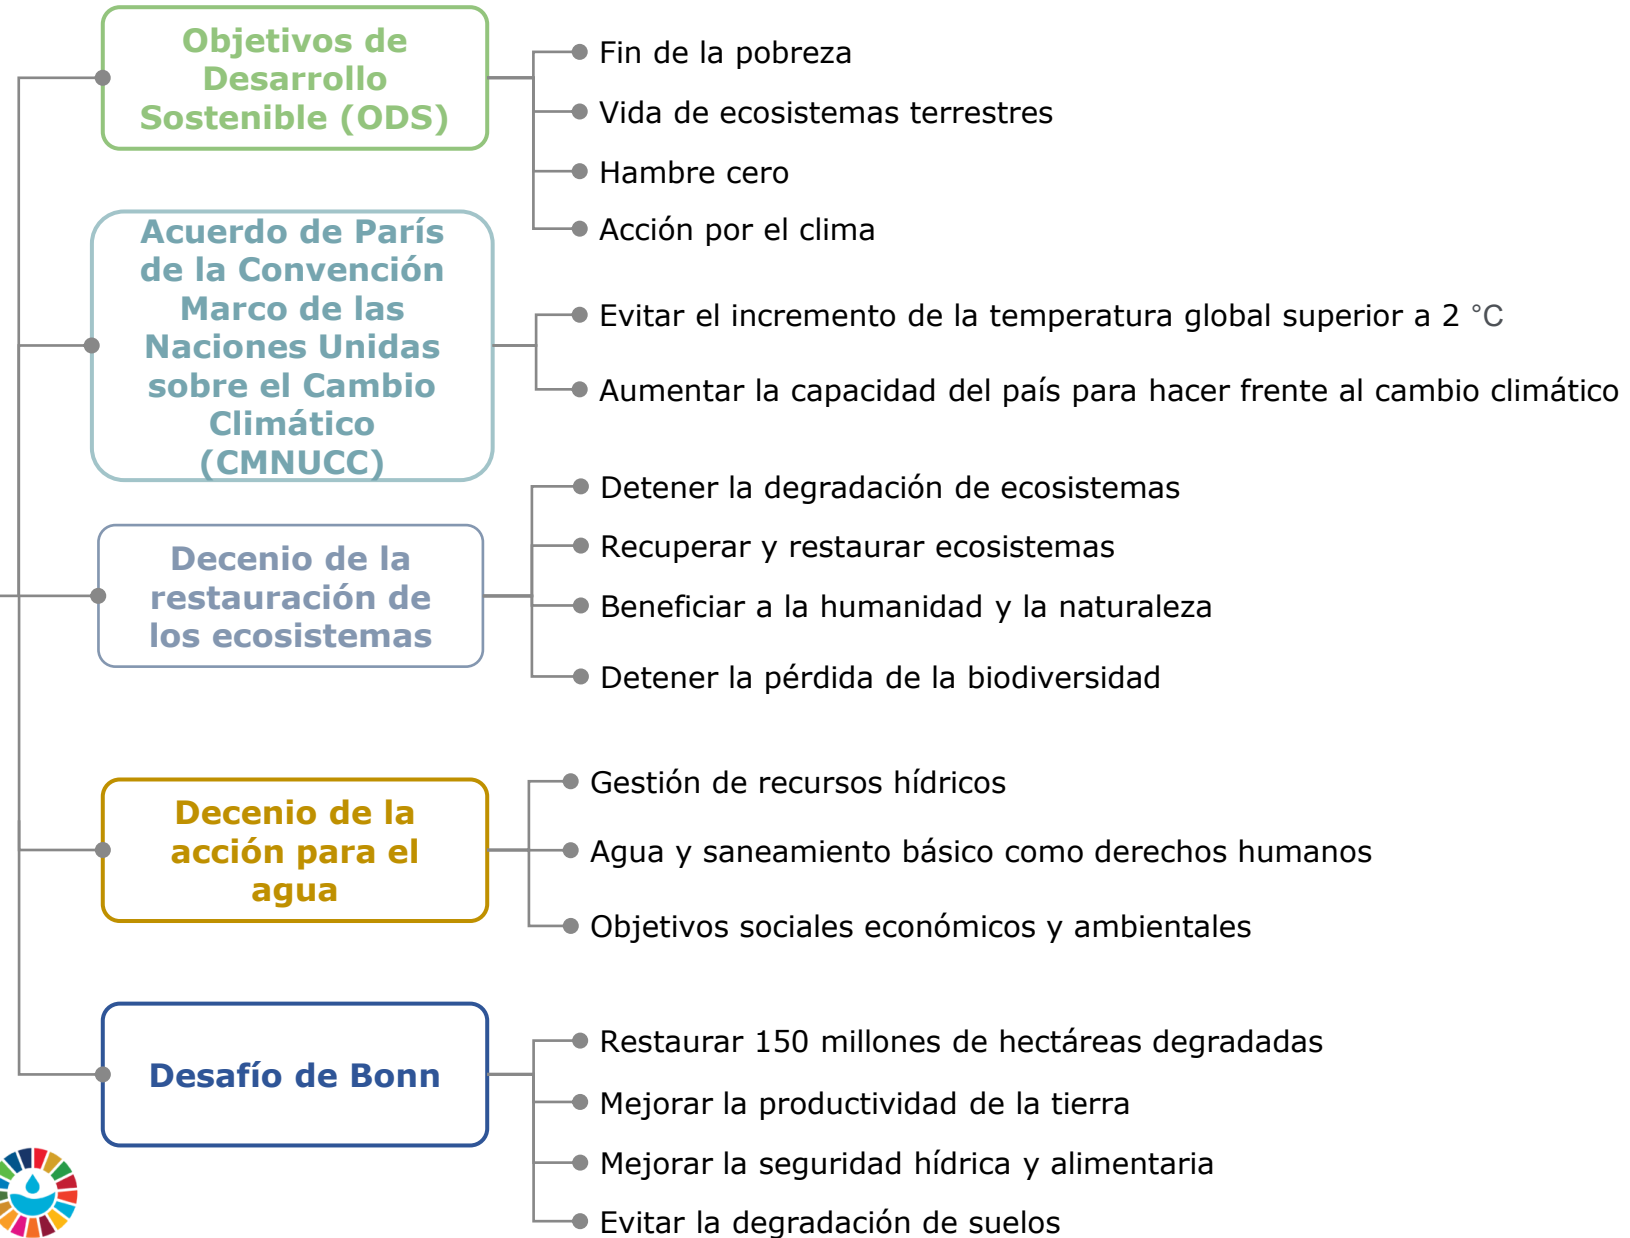 Objetivos de
Desarrollo
Sostenible (ODS)
Fin de la pobreza
Vida de ecosistemas terrestres
Hambre cero
Acción por el clima
Acuerdo de París
de la Convención
Marco de las
Naciones Unidas
sobre el Cambio
Climático
(CMNUCC)
Evitar el incremento de la temperatura global superior a 2 °C
Aumentar la capacidad del país para hacer frente al cambio climático
Decenio de la
restauración de
los ecosistemas
Detener la degradación de ecosistemas
Recuperar y restaurar ecosistemas
Beneficiar a la humanidad y la naturaleza
Detener la pérdida de la biodiversidad
Decenio de la
acción para el
agua
Gestión de recursos hídricos
Agua y saneamiento básico como derechos humanos
Objetivos sociales económicos y ambientales
Desafío de Bonn
Restaurar 150 millones de hectáreas degradadas
Mejorar la productividad de la tierra
Mejorar la seguridad hídrica y alimentaria
Evitar la degradación de suelos